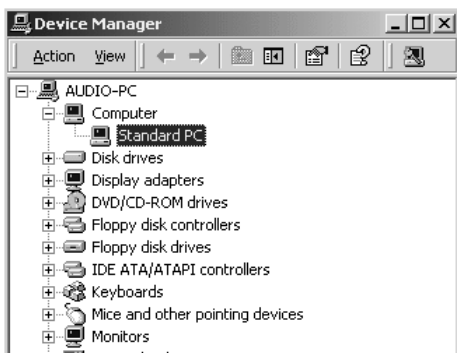 Device Manager
Action View
AUDIO-PC
Computer
Standard PC
Disk drives
Display adapters
DVD/CD-ROM drives
Floppy disk controllers
Floppy disk drives
IDE ATA/ATAPI controllers
Keyboards
Mice and other pointing devices
Monitors